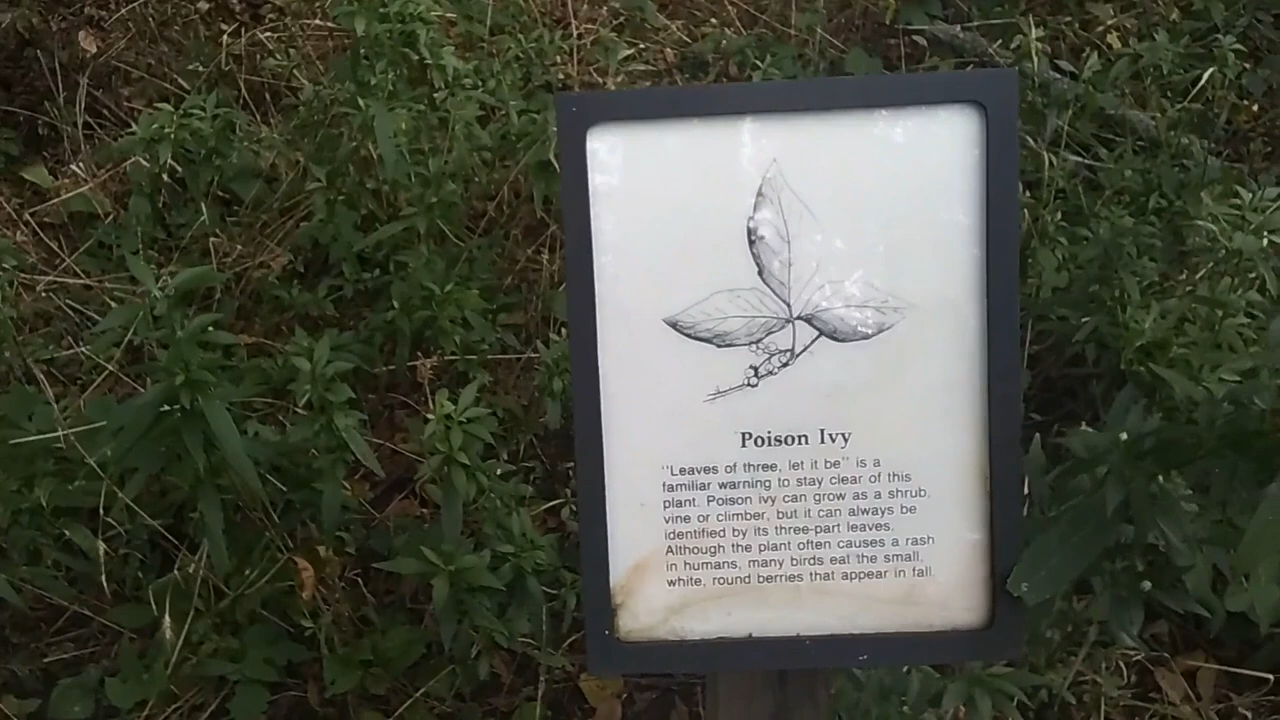 Poison Ivy
"Leaves of three, let it be" is a
familiar warning to stay clear of this
plant. Poison ivy can grow as a shrub,
vine or climber, but it can always be
identified by its three-part leaves.
Although the plant often causes a rash
in humans, many birds eat the small,
white, round berries that appear in fall.